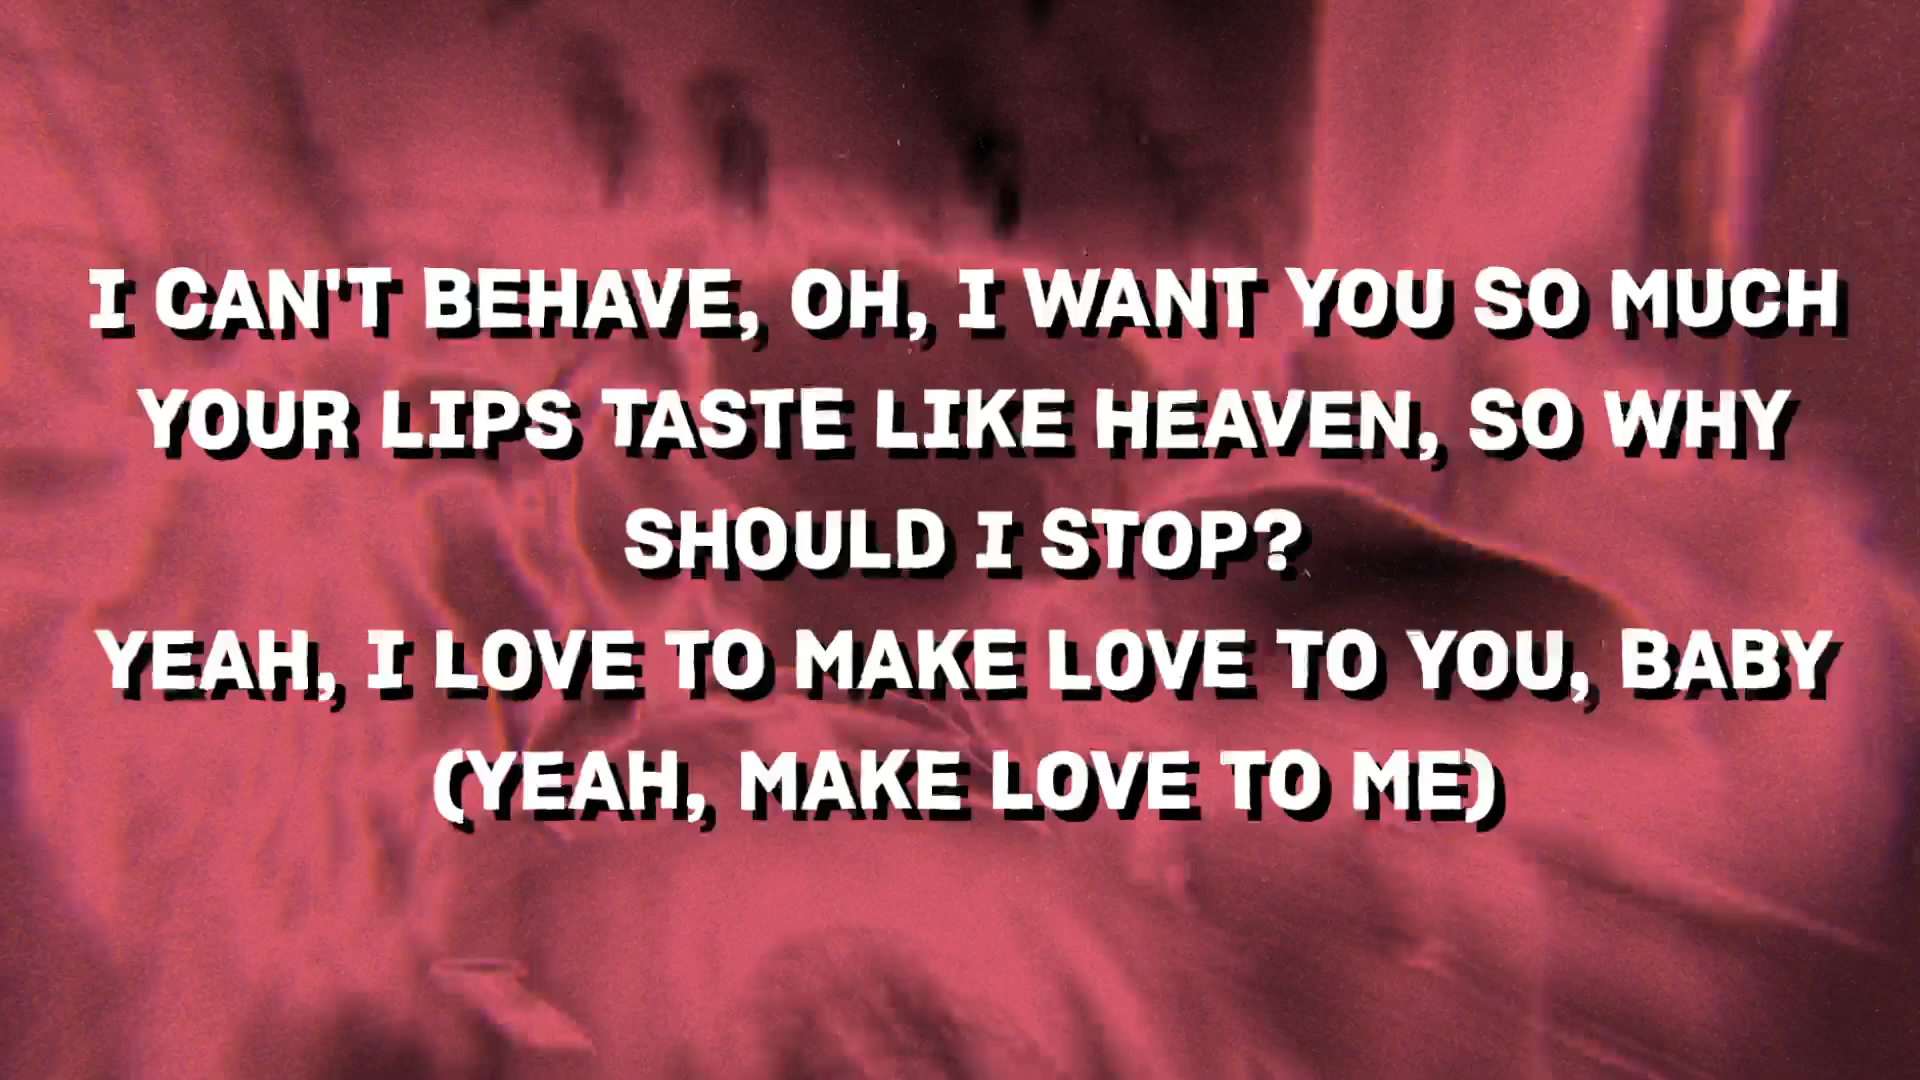 I CAN'T BEHAVE, OH, I WANT YOU SO MUCH
YOUR LIPS TASTE LIKE HEAVEN, SO WHY
SHOULD I STOP?
YEAH, I LOVE TO MAKE LOVE TO YOU, BABY
(YEAH, MAKE LOVE TO ME)